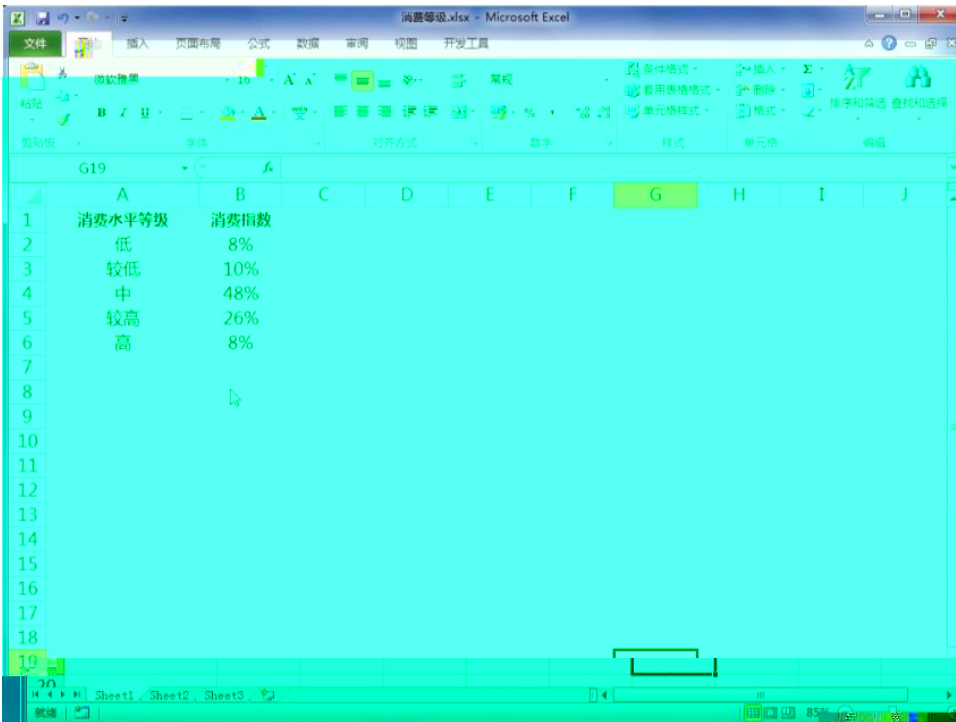 消费等级.xlsx - Microsoft Excel
文件 插入 页面布局 公式 数据 审阅 视图 开发工具
微软雅黑 16 A A 常规 条件格式 插入 Σ
粘贴 套用表格格式 删除 排序和筛选 查找和选择
B I U A % , 单元格样式 格式
剪贴板 字体 对齐方式 数字 样式 单元格 编辑
G19 fx
A B C D E F G H I J
1 消费水平等级 消费指数
2 低 8%
3 较低 10%
4 中 48%
5 较高 26%
6 高 8%
7
8
9
10
11
12
13
14
15
16
17
18
19
20
Sheet1 Sheet2 Sheet3
就绪 85%